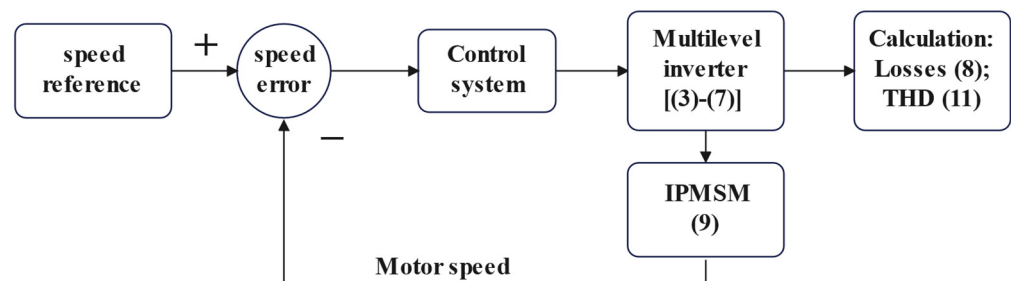 speed
reference
+
speed
error
−
Control
system
Multilevel
inverter
[(3)-(7)]
Calculation:
Losses (8);
THD (11)
IPMSM
(9)
Motor speed